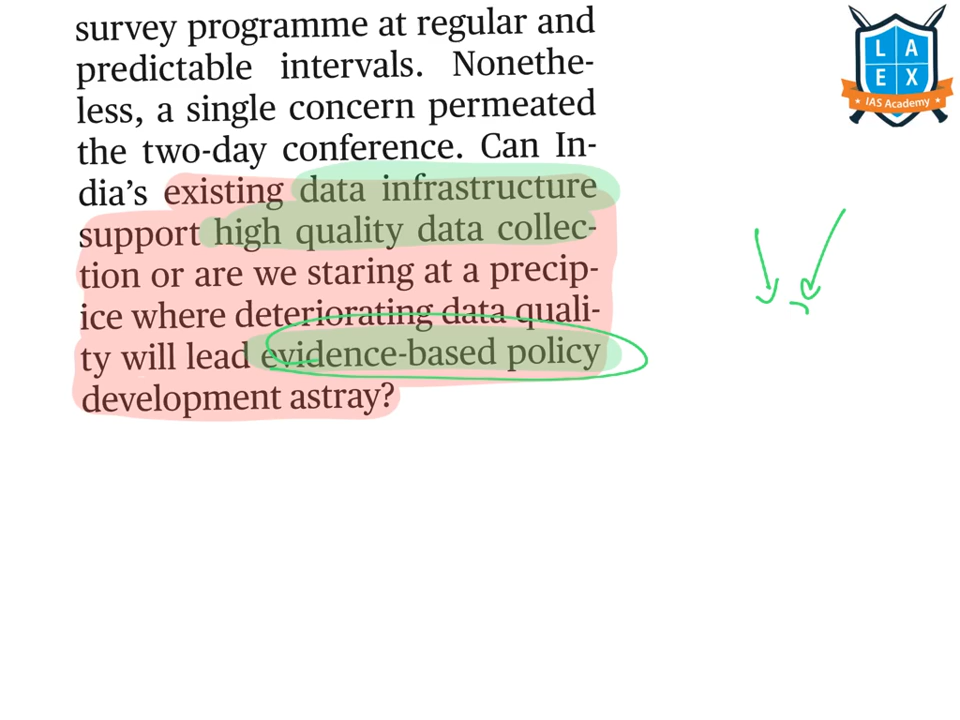 survey programme at regular and
predictable intervals. Nonethe-
less, a single concern permeated
the two-day conference. Can In-
dia's existing data infrastructure
support high quality data collec-
tion or are we staring at a precip-
ice where deteriorating data quali-
ty will lead evidence-based policy
development astray?
L A
E X
IAS Academy